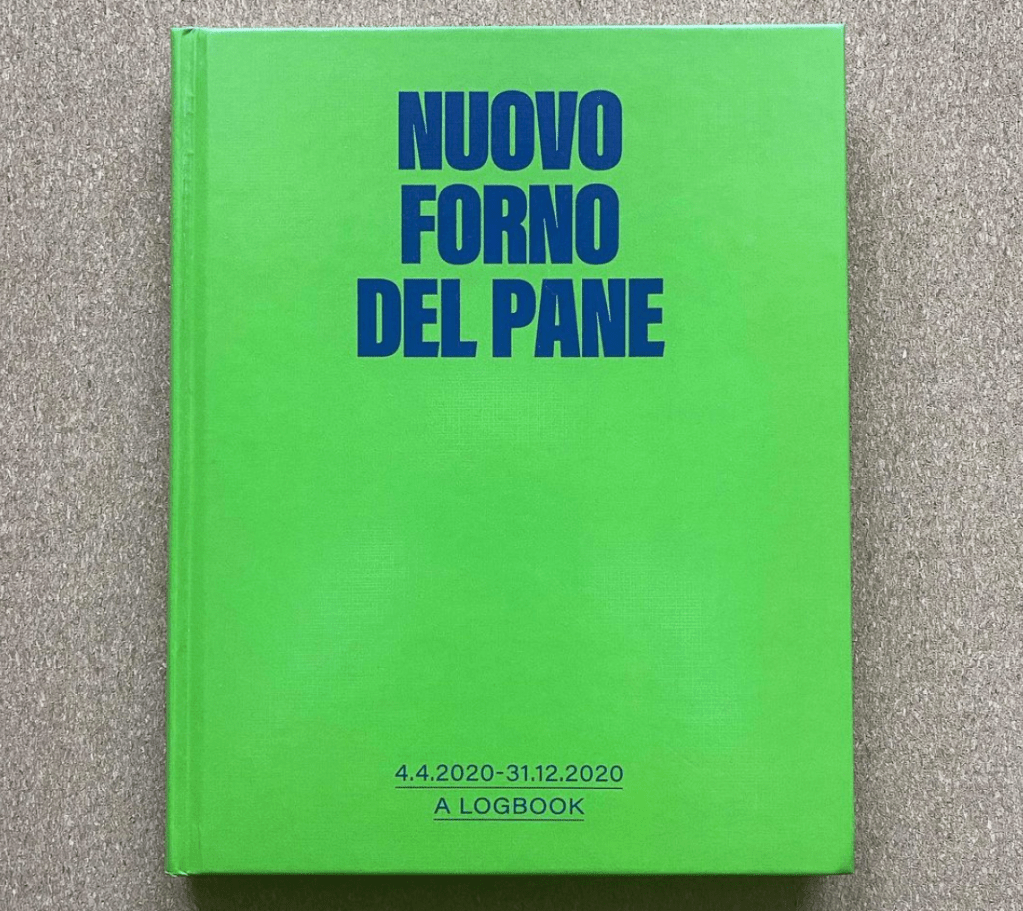 NUOVO
FORNO
DEL PANE
4.4.2020-31.12.2020
A LOGBOOK